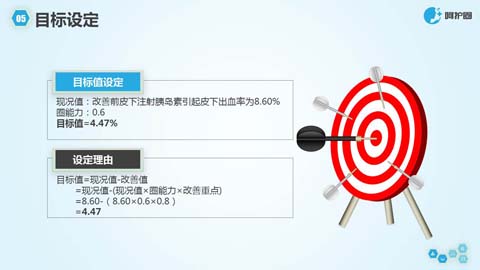 05 目标设定
呵护圈
目标值设定
现况值：改善前皮下注射胰岛素引起皮下出血率为8.60%
圈能力：0.6
目标值=4.47%
设定理由
目标值=现况值-改善值
=现况值-(现况值×圈能力×改善重点)
=8.60-（8.60×0.6×0.8）
=4.47